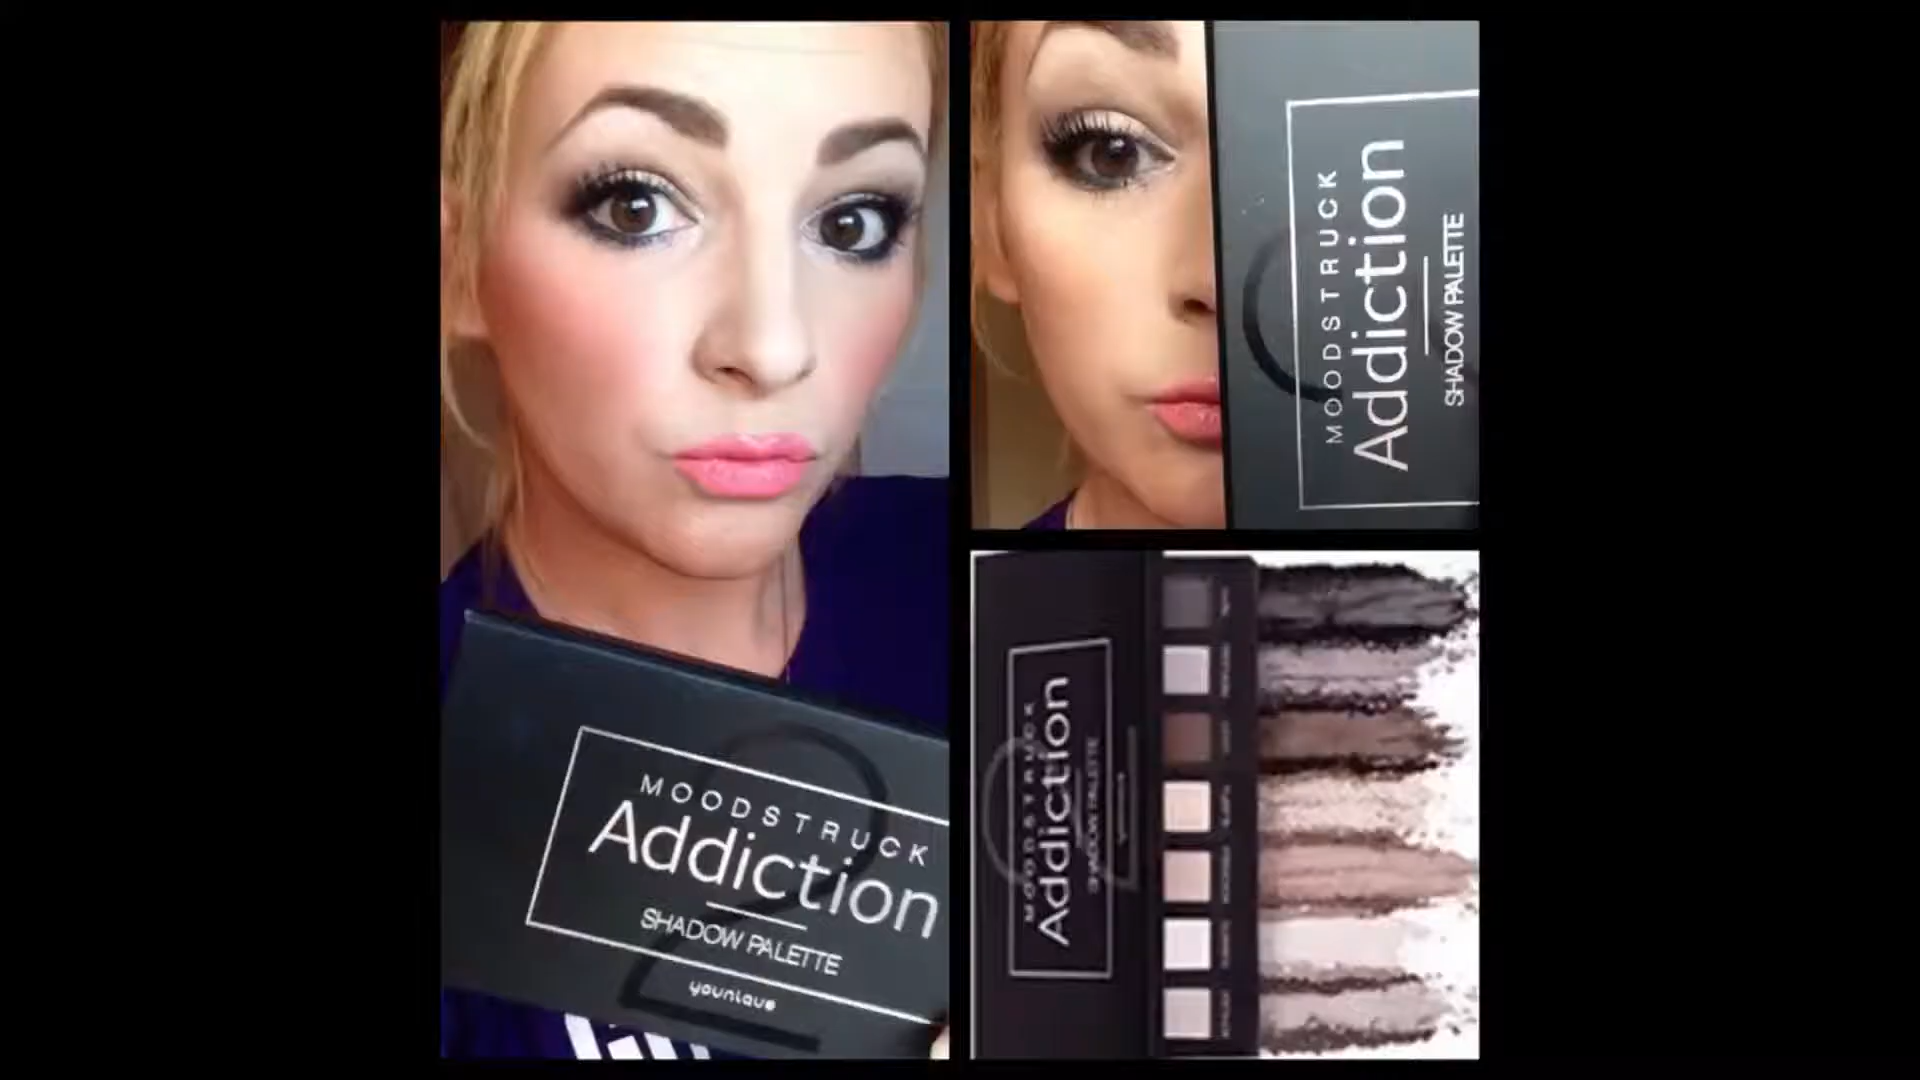 MOODSTRUCK
Addiction
SHADOW PALETTE
younique
MOODSTRUCK
Addiction
SHADOW PALETTE
MOODSTRUCK
Addiction
SHADOW PALETTE